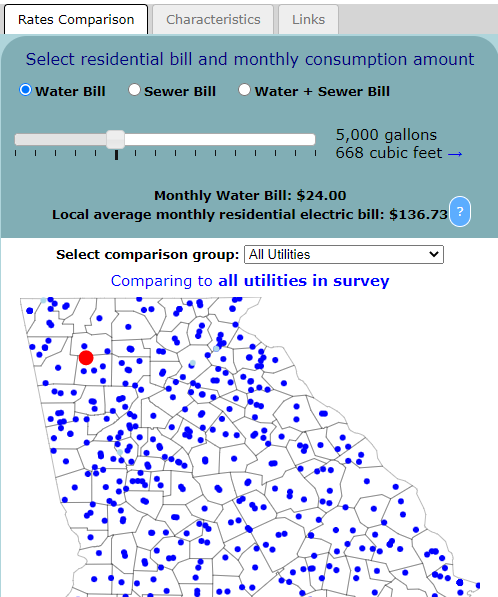 Rates Comparison Characteristics Links
Select residential bill and monthly consumption amount
Water Bill Sewer Bill Water + Sewer Bill
5,000 gallons
668 cubic feet →
Monthly Water Bill: $24.00
Local average monthly residential electric bill: $136.73 ?
Select comparison group: All Utilities
Comparing to all utilities in survey